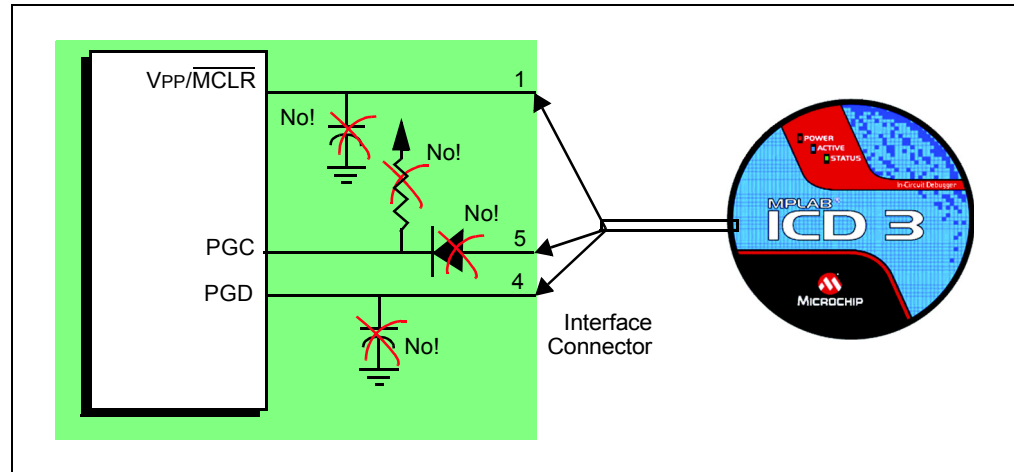 VPP/MCLR
1
No!
No!
No!
PGC
5
PGD
4
No!
Interface
Connector
POWER
ACTIVE
STATUS
In-Circuit Debugger
MPLAB
ICD 3
MICROCHIP